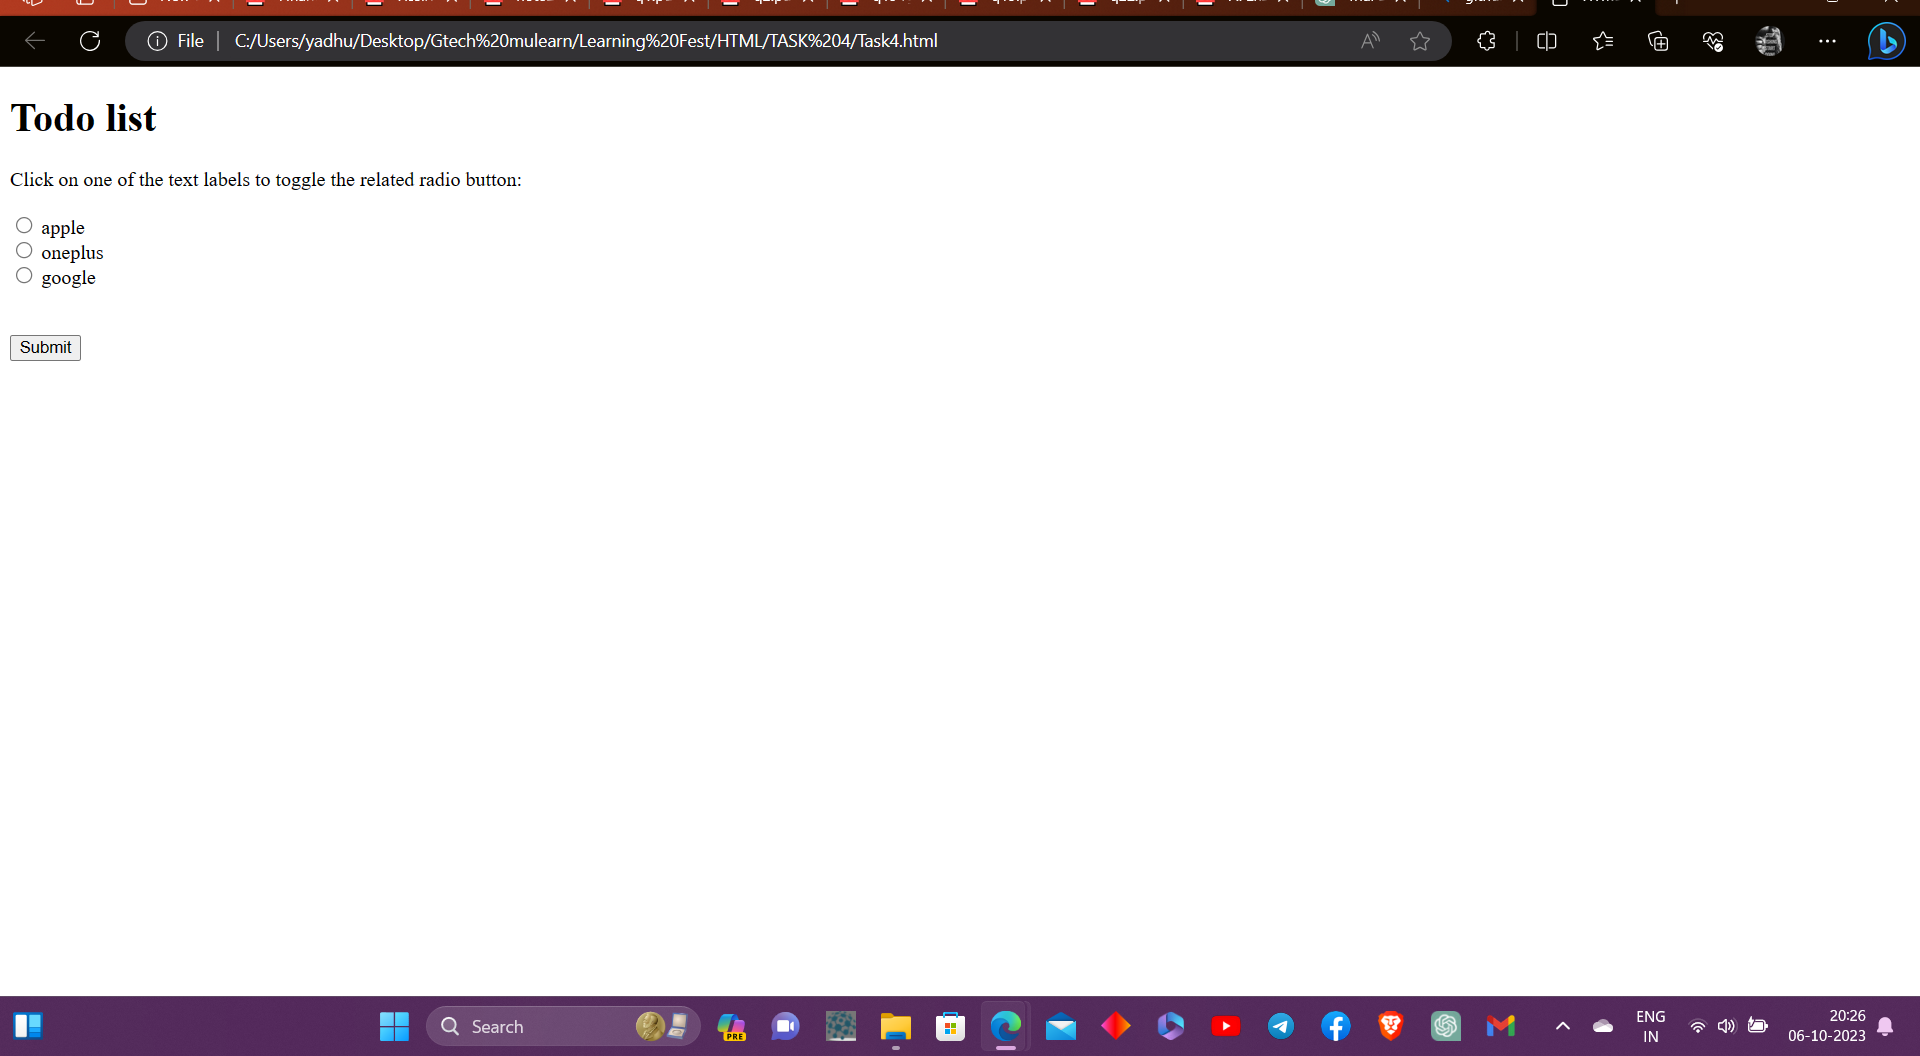 File C:/Users/yadhu/Desktop/Gtech%20mulearn/Learning%20Fest/HTML/TASK%204/Task4.html
Todo list
Click on one of the text labels to toggle the related radio button:
apple
oneplus
google
Submit
Search
PRE
ENG
IN
20:26
06-10-2023